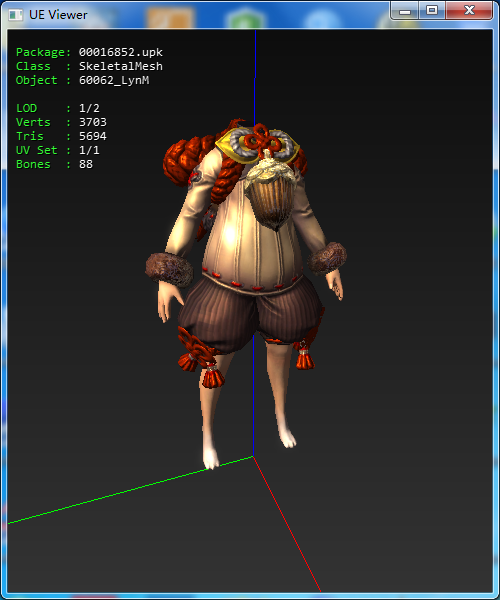 UE Viewer
Package: 00016852.upk
Class  : SkeletalMesh
Object : 60062_LynM
LOD    : 1/2
Verts  : 3703
Tris   : 5694
UV Set : 1/1
Bones  : 88